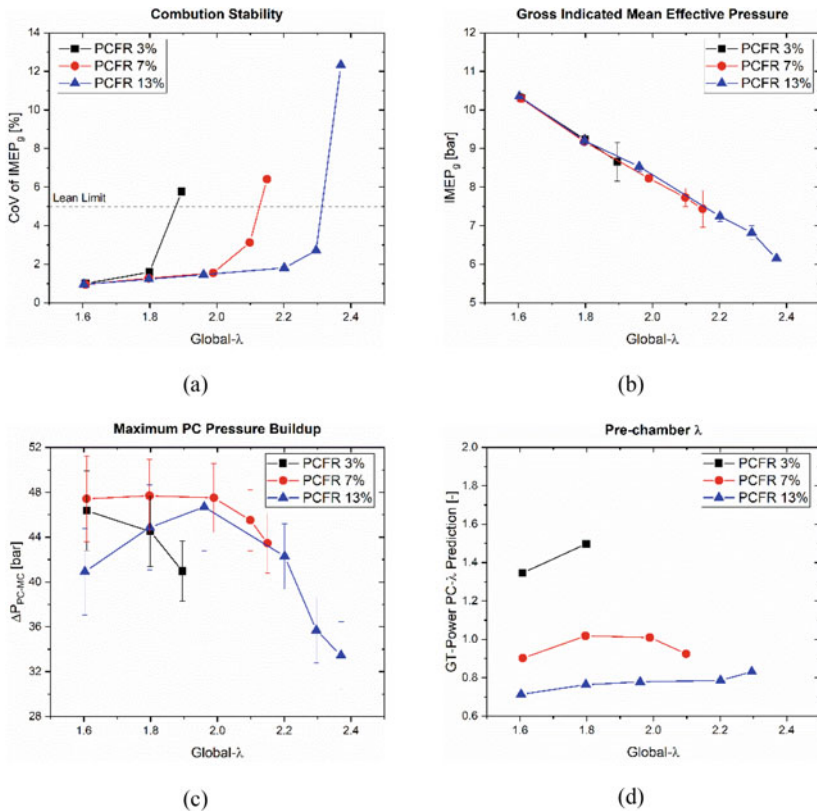 Combution Stability
CoV of IMEPg [%]
14
12
10
8
6
4
2
0
PCFR 3%
PCFR 7%
PCFR 13%
Lean Limit
1.6 1.8 2.0 2.2 2.4
Global-λ
(a)
Gross Indicated Mean Effective Pressure
IMEPg [bar]
12
11
10
9
8
7
6
5
PCFR 3%
PCFR 7%
PCFR 13%
1.6 1.8 2.0 2.2 2.4
Global-λ
(b)
Maximum PC Pressure Buildup
ΔPPC-MC [bar]
52
48
44
40
36
32
28
PCFR 3%
PCFR 7%
PCFR 13%
1.6 1.8 2.0 2.2 2.4
Global-λ
(c)
Pre-chamber λ
GT-Power PC-λ Prediction [-]
1.8
1.6
1.4
1.2
1.0
0.8
0.6
PCFR 3%
PCFR 7%
PCFR 13%
1.6 1.8 2.0 2.2 2.4
Global-λ
(d)